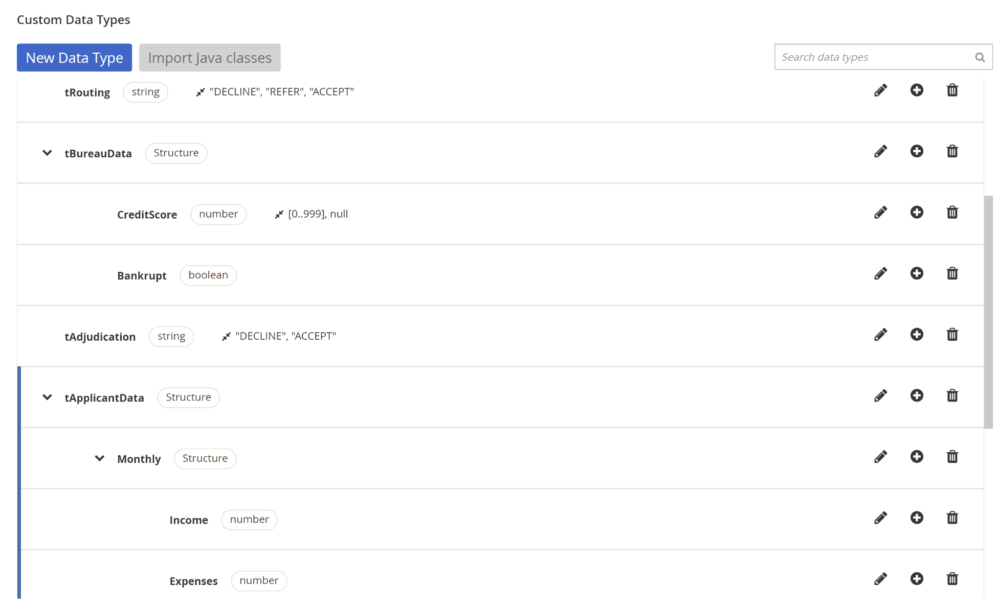 Custom Data Types
New Data Type Import Java classes Search data types
tRouting string "DECLINE", "REFER", "ACCEPT"
tBureauData Structure
CreditScore number [0..999], null
Bankrupt boolean
tAdjudication string "DECLINE", "ACCEPT"
tApplicantData Structure
Monthly Structure
Income number
Expenses number